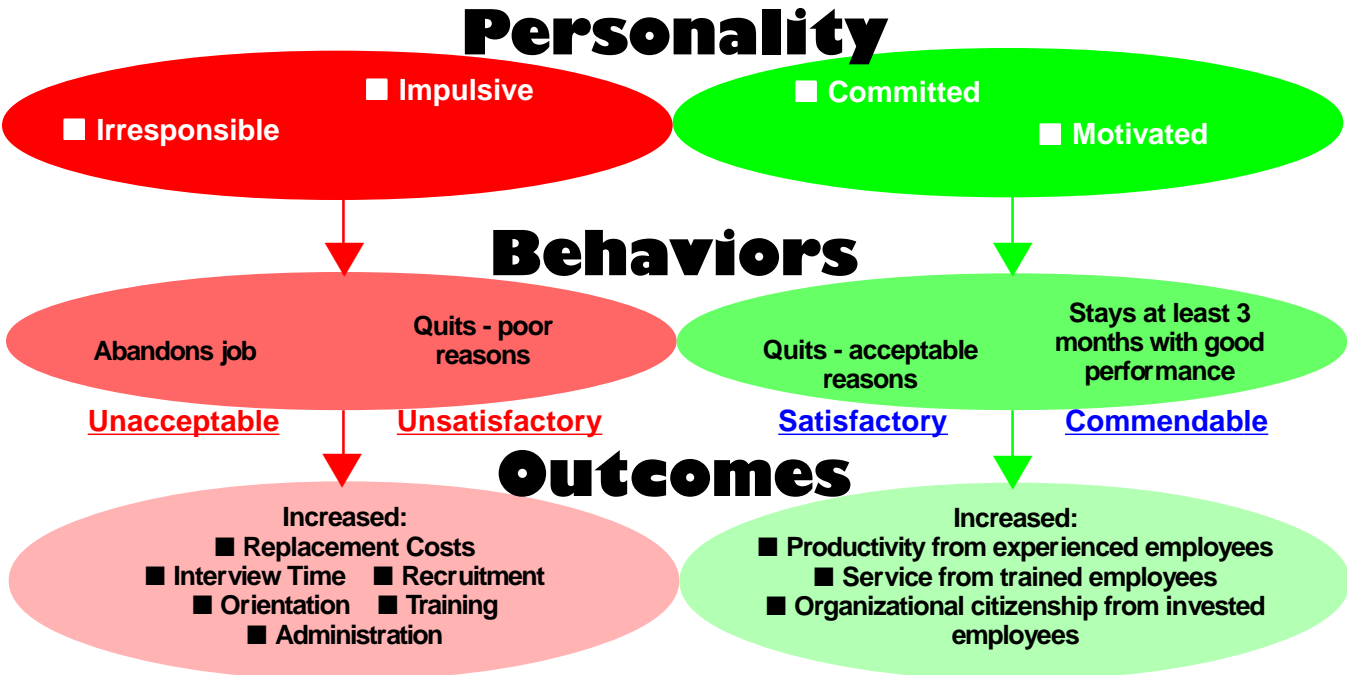 Personality
■ Impulsive
■ Irresponsible
■ Committed
■ Motivated
Behaviors
Abandons job
Quits - poor
reasons
Quits - acceptable
reasons
Stays at least 3
months with good
performance
Unacceptable
Unsatisfactory
Satisfactory
Commendable
Outcomes
Increased:
■ Replacement Costs
■ Interview Time ■ Recruitment
■ Orientation ■ Training
■ Administration
Increased:
■ Productivity from experienced employees
■ Service from trained employees
■ Organizational citizenship from invested
employees